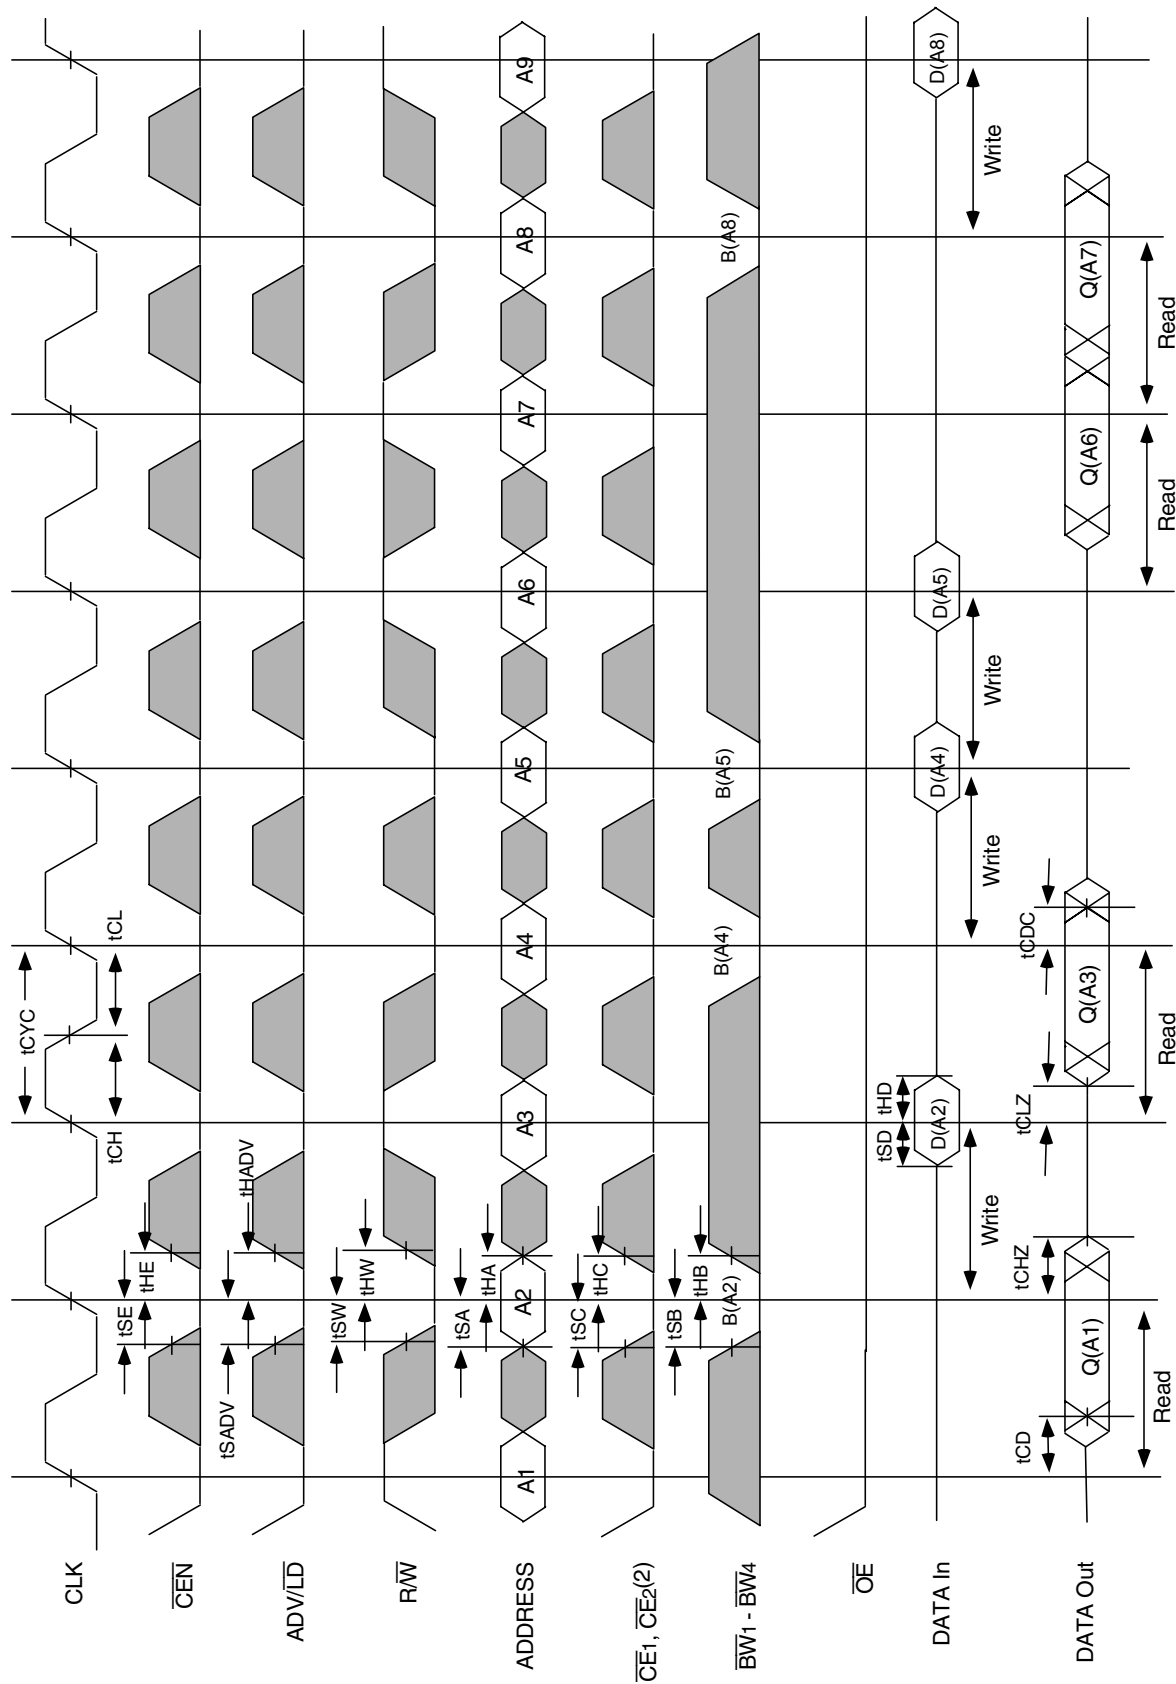 CLK
tCYC
tCH
tCL
CEN
tSE
tHE
ADV/LD
tSADV
tHADV
R/W
tSW
tHW
ADDRESS
A1
A2
A3
A4
A5
A6
A7
A8
A9
tSA
tHA
CE1, CE2(2)
tSC
tHC
BW1 - BW4
tSB
tHB
B(A2)
B(A4)
B(A5)
B(A8)
OE
DATA In
tSD
tHD
D(A2)
D(A4)
D(A5)
D(A8)
Write
Write
Write
Write
DATA Out
tCD
tCHZ
tCLZ
tCDC
Q(A1)
Q(A3)
Q(A6)
Q(A7)
Read
Read
Read
Read